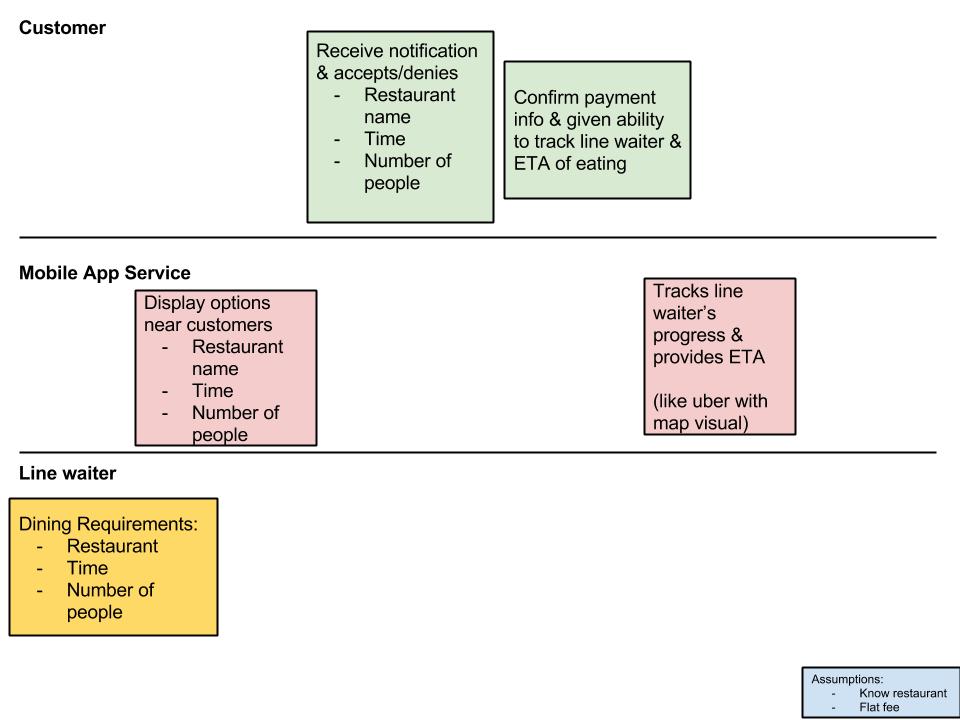 Customer
Receive notification
& accepts/denies
- Restaurant
name
- Time
- Number of
people
Confirm payment
info & given ability
to track line waiter &
ETA of eating
Mobile App Service
Display options
near customers
- Restaurant
name
- Time
- Number of
people
Tracks line
waiter’s
progress &
provides ETA
(like uber with
map visual)
Line waiter
Dining Requirements:
- Restaurant
- Time
- Number of
people
Assumptions:
- Know restaurant
- Flat fee